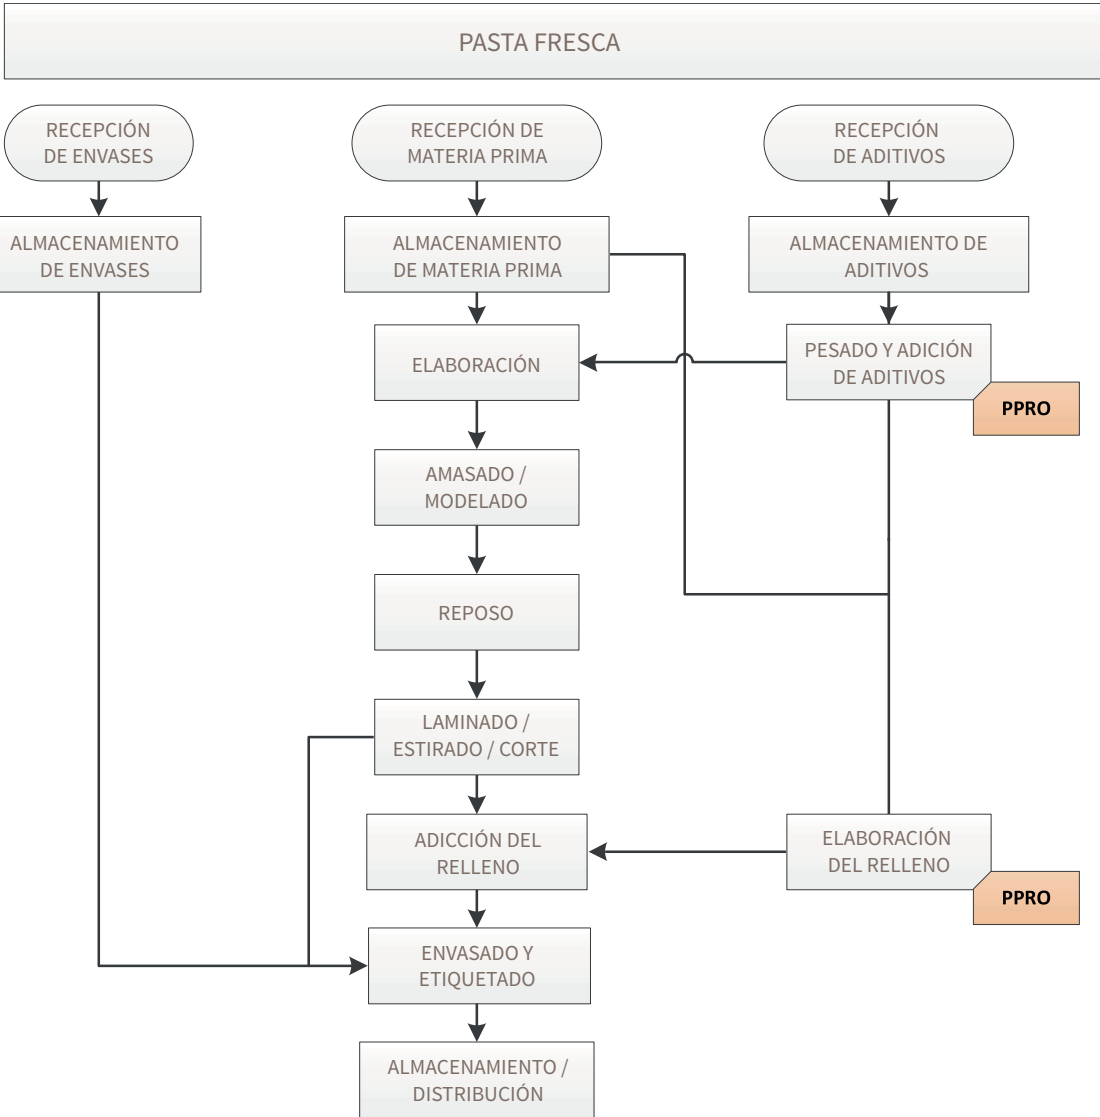 PASTA FRESCA
RECEPCIÓN
DE ENVASES
RECEPCIÓN DE
MATERIA PRIMA
RECEPCIÓN
DE ADITIVOS
ALMACENAMIENTO
DE ENVASES
ALMACENAMIENTO
DE MATERIA PRIMA
ALMACENAMIENTO DE
ADITIVOS
ELABORACIÓN
PESADO Y ADICIÓN
DE ADITIVOS
PPRO
AMASADO /
MODELADO
REPOSO
LAMINADO /
ESTIRADO / CORTE
ADICCIÓN DEL
RELLENO
ELABORACIÓN
DEL RELLENO
PPRO
ENVASADO Y
ETIQUETADO
ALMACENAMIENTO /
DISTRIBUCIÓN